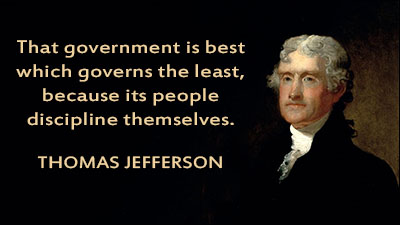 That government is best
which governs the least,
because its people
discipline themselves.
THOMAS JEFFERSON